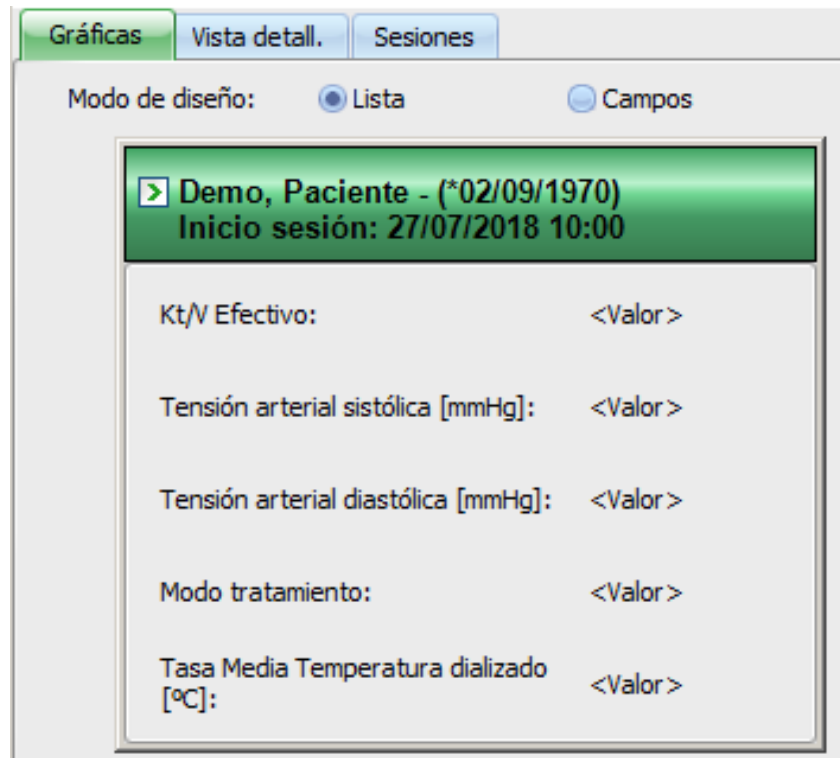 Gráficas Vista detall. Sesiones
Modo de diseño: Lista Campos
Demo, Paciente - (*02/09/1970)
Inicio sesión: 27/07/2018 10:00
Kt/V Efectivo: <Valor>
Tensión arterial sistólica [mmHg]: <Valor>
Tensión arterial diastólica [mmHg]: <Valor>
Modo tratamiento: <Valor>
Tasa Media Temperatura dializado
[ºC]: <Valor>